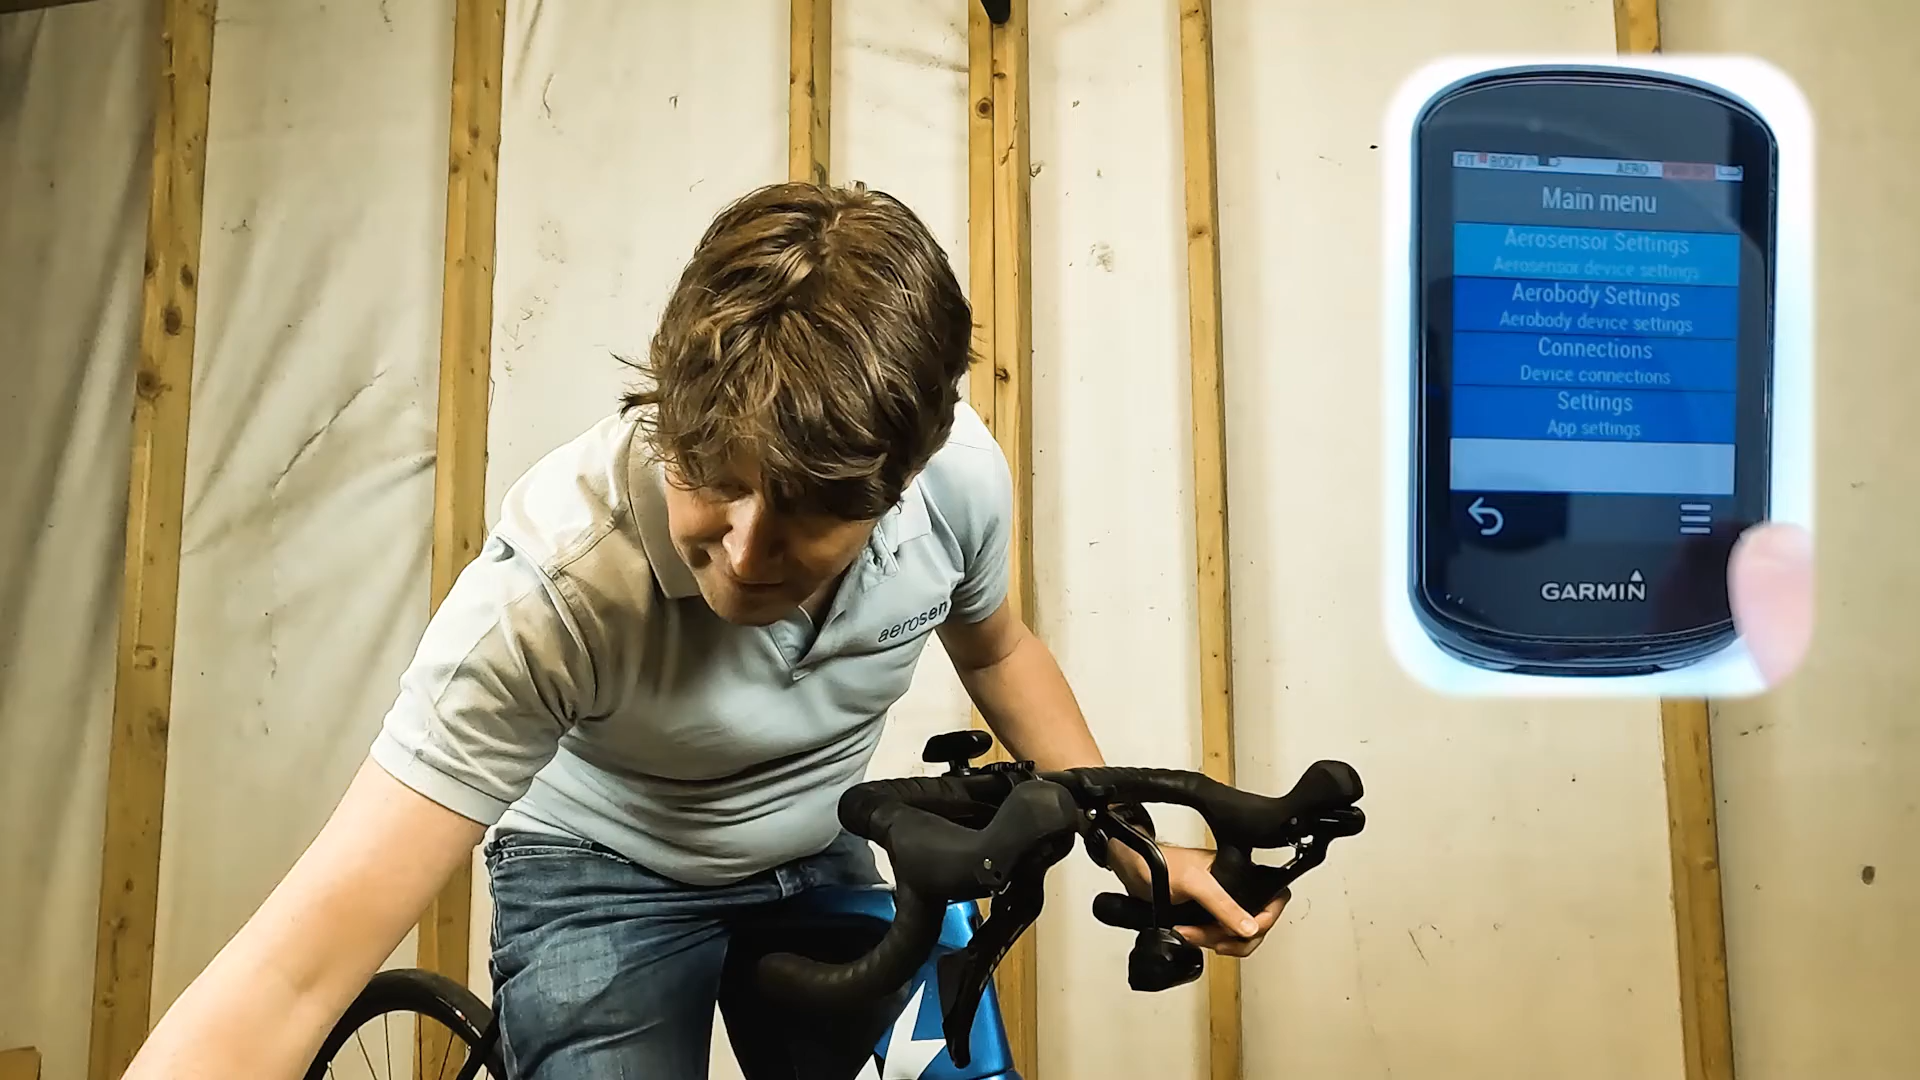 FIT BODY AERO
Main menu
Aerosensor Settings
Aerosensor device settings
Aerobody Settings
Aerobody device settings
Connections
Device connections
Settings
App settings
GARMIN
aerosen